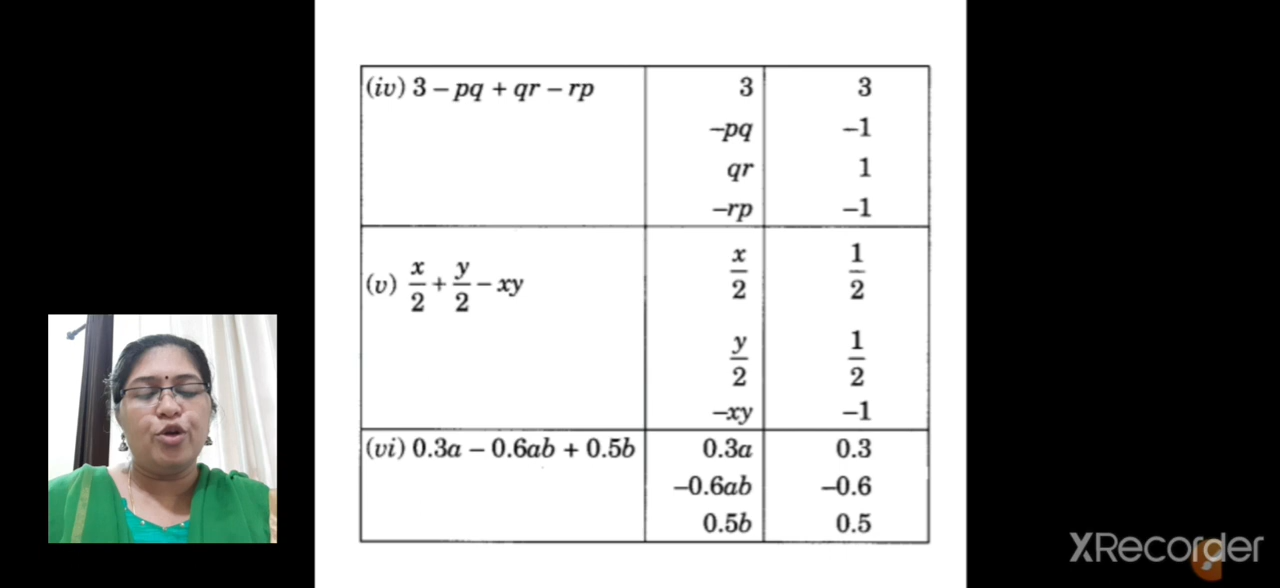 (iv) 3 – pq + qr – rp 3 3
–pq –1
qr 1
–rp –1
(v) x/2 + y/2 – xy x/2 1/2
y/2 1/2
–xy –1
(vi) 0.3a – 0.6ab + 0.5b 0.3a 0.3
–0.6ab –0.6
0.5b 0.5
XRecorder